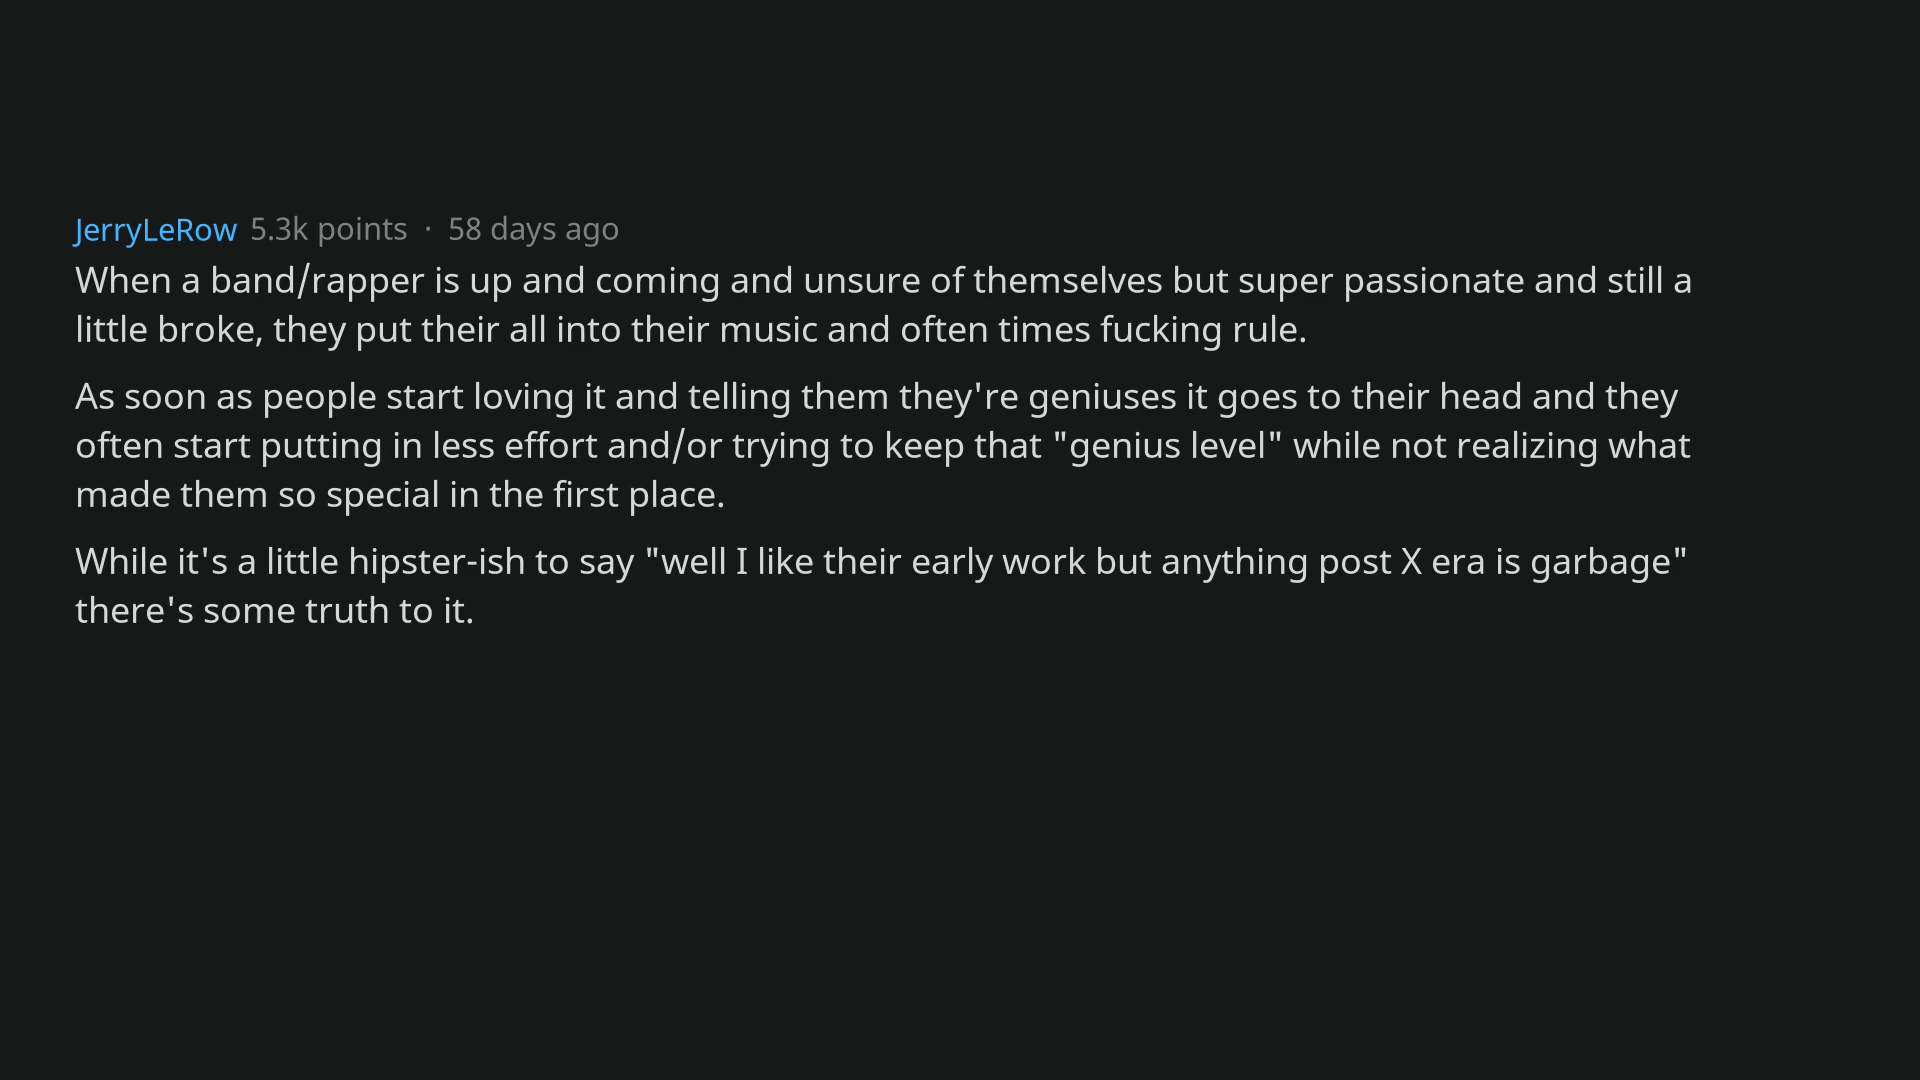 JerryLeRow 5.3k points · 58 days ago
When a band/rapper is up and coming and unsure of themselves but super passionate and still a
little broke, they put their all into their music and often times fucking rule.
As soon as people start loving it and telling them they're geniuses it goes to their head and they
often start putting in less effort and/or trying to keep that "genius level" while not realizing what
made them so special in the first place.
While it's a little hipster-ish to say "well I like their early work but anything post X era is garbage"
there's some truth to it.